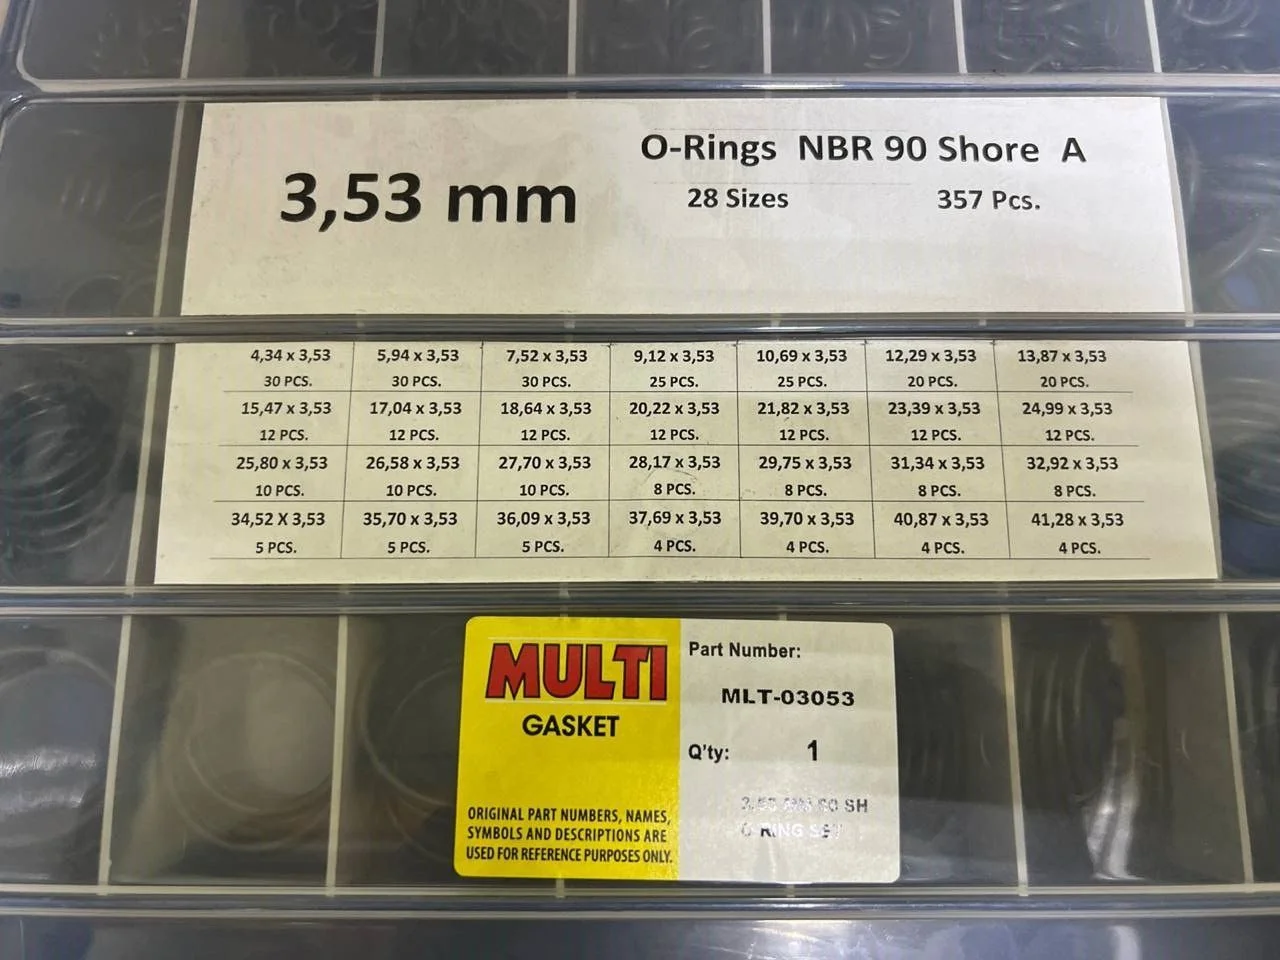 O-Rings NBR 90 Shore A
3,53 mm
28 Sizes 357 Pcs.
4,34 x 3,53 5,94 x 3,53 7,52 x 3,53 9,12 x 3,53 10,69 x 3,53 12,29 x 3,53 13,87 x 3,53
30 PCS. 30 PCS. 30 PCS. 25 PCS. 25 PCS. 20 PCS. 20 PCS.
15,47 x 3,53 17,04 x 3,53 18,64 x 3,53 20,22 x 3,53 21,82 x 3,53 23,39 x 3,53 24,99 x 3,53
12 PCS. 12 PCS. 12 PCS. 12 PCS. 12 PCS. 12 PCS. 12 PCS.
25,80 x 3,53 26,58 x 3,53 27,70 x 3,53 28,17 x 3,53 29,75 x 3,53 31,34 x 3,53 32,92 x 3,53
10 PCS. 10 PCS. 10 PCS. 8 PCS. 8 PCS. 8 PCS. 8 PCS.
34,52 X 3,53 35,70 x 3,53 36,09 x 3,53 37,69 x 3,53 39,70 x 3,53 40,87 x 3,53 41,28 x 3,53
5 PCS. 5 PCS. 5 PCS. 4 PCS. 4 PCS. 4 PCS. 4 PCS.
MULTI
GASKET
ORIGINAL PART NUMBERS, NAMES,
SYMBOLS AND DESCRIPTIONS ARE
USED FOR REFERENCE PURPOSES ONLY.
Part Number:
MLT-03053
Q'ty: 1
SH
RING